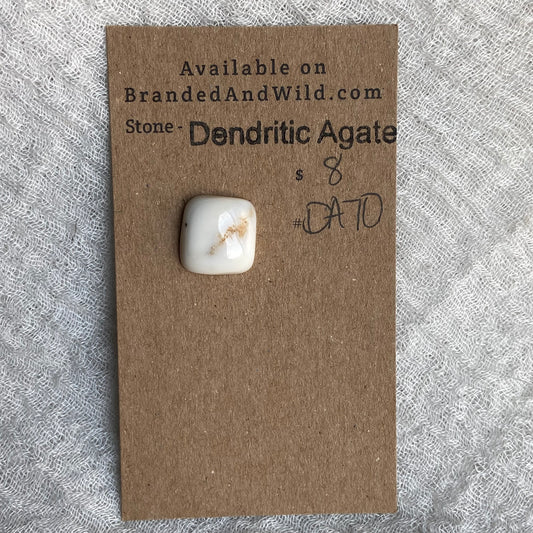 Available on
BrandedAndWild.com
Stone - Dendritic Agate
$ 8
#DA70